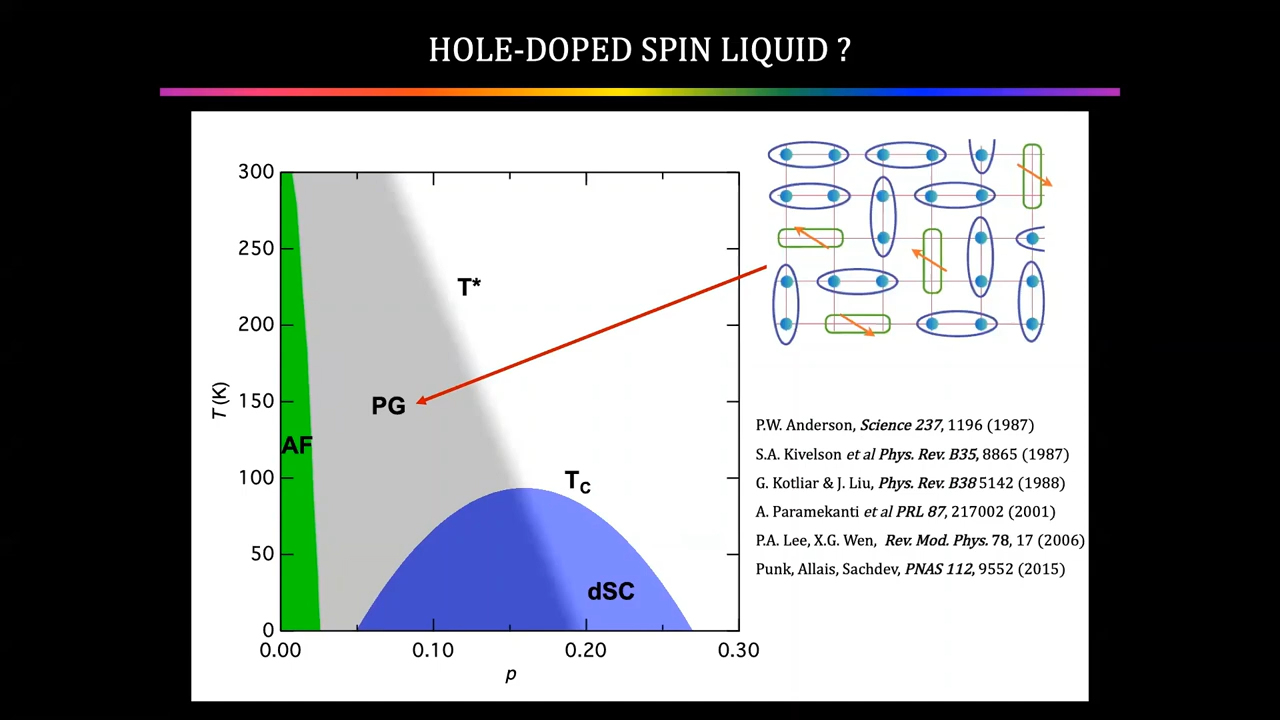 HOLE-DOPED SPIN LIQUID ?
300
250
200
150
100
50
0
T (K)
0.00
0.10
0.20
0.30
p
AF
PG
T*
TC
dSC
P.W. Anderson, Science 237, 1196 (1987)
S.A. Kivelson et al Phys. Rev. B35, 8865 (1987)
G. Kotliar & J. Liu, Phys. Rev. B38 5142 (1988)
A. Paramekanti et al PRL 87, 217002 (2001)
P.A. Lee, X.G. Wen, Rev. Mod. Phys. 78, 17 (2006)
Punk, Allais, Sachdev, PNAS 112, 9552 (2015)